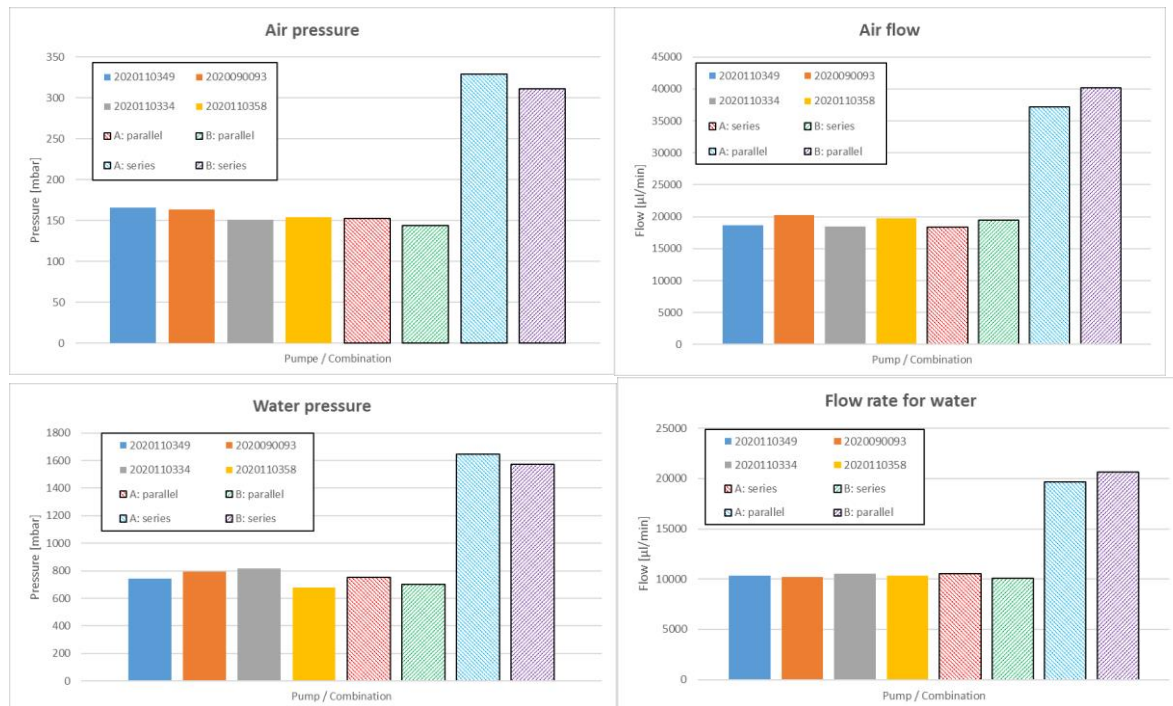 Air pressure
350
300
250
200
150
100
50
0
Pressure [mbar]
2020110349 2020090093
2020110334 2020110358
A: parallel B: parallel
A: series B: series
Pumpe / Combination
Air flow
45000
40000
35000
30000
25000
20000
15000
10000
5000
0
Flow [µl/min]
2020110349 2020090093
2020110334 2020110358
A: series B: series
A: parallel B: parallel
Pump / Combination
Water pressure
1800
1600
1400
1200
1000
800
600
400
200
0
Pressure [mbar]
2020110349 2020090093
2020110334 2020110358
A: parallel B: parallel
A: series B: series
Pump / Combination
Flow rate for water
25000
20000
15000
10000
5000
0
Flow [µl/min]
2020110349 2020090093
2020110334 2020110358
A: series B: series
A: parallel B: parallel
Pump / Combination